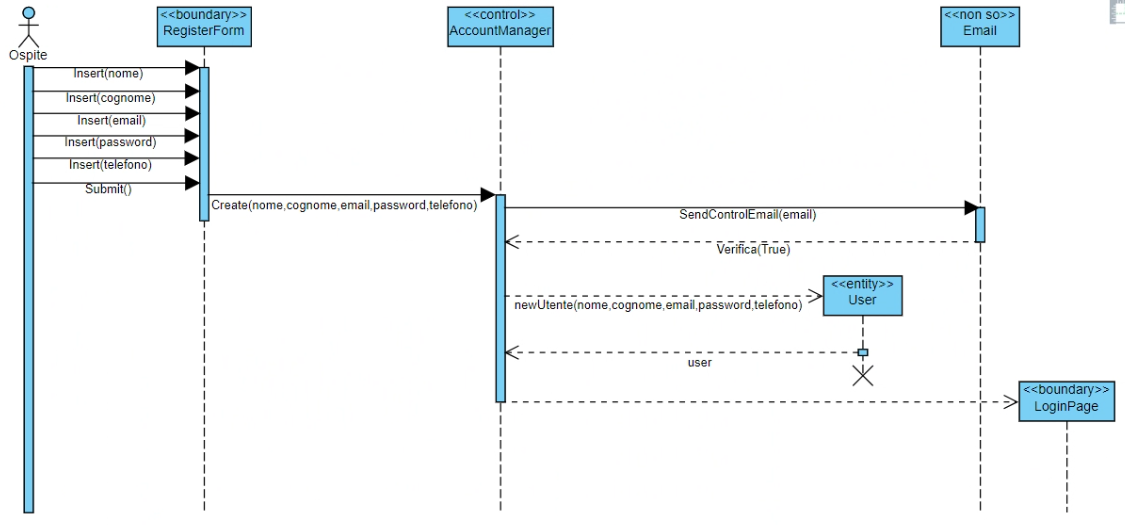 <<boundary>>
RegisterForm
<<control>>
AccountManager
<<non so>>
Email
Ospite
Insert(nome)
Insert(cognome)
Insert(email)
Insert(password)
Insert(telefono)
Submit()
Create(nome,cognome,email,password,telefono)
SendControlEmail(email)
Verifica(True)
<<entity>>
User
newUtente(nome,cognome,email,password,telefono)
user
<<boundary>>
LoginPage